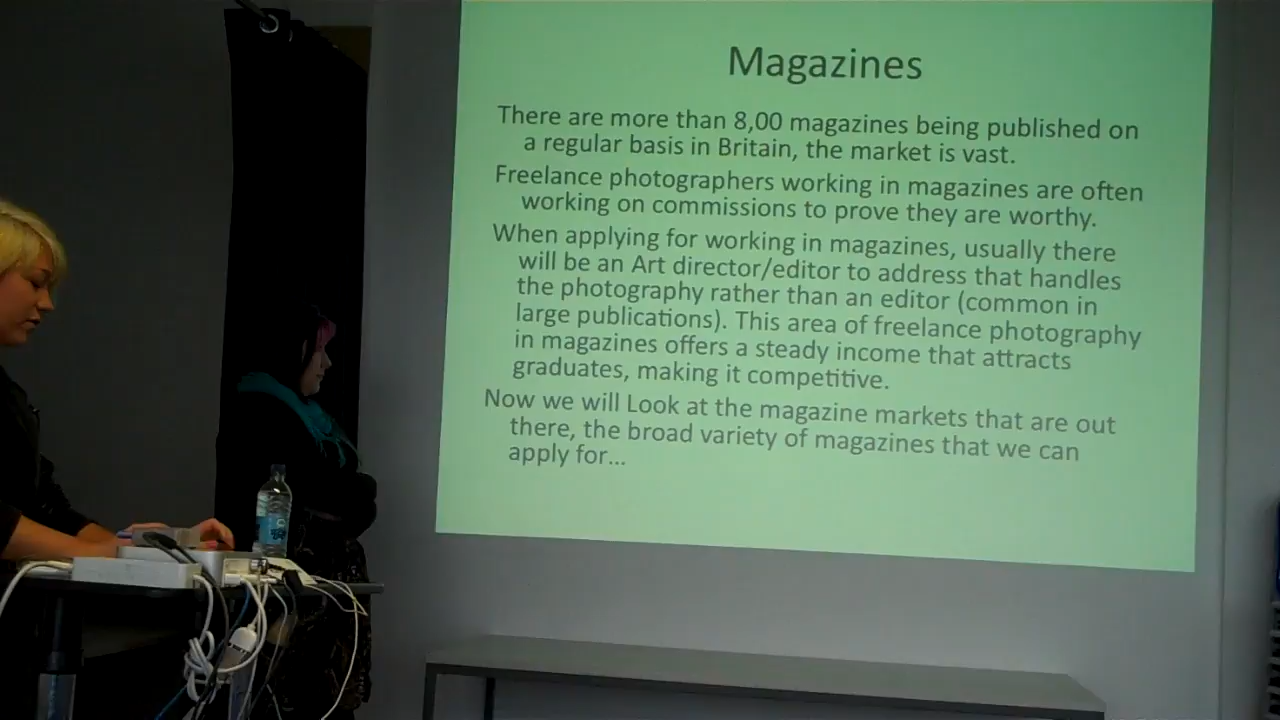 Magazines
There are more than 8,00 magazines being published on
a regular basis in Britain, the market is vast.
Freelance photographers working in magazines are often
working on commissions to prove they are worthy.
When applying for working in magazines, usually there
will be an Art director/editor to address that handles
the photography rather than an editor (common in
large publications). This area of freelance photography
in magazines offers a steady income that attracts
graduates, making it competitive.
Now we will Look at the magazine markets that are out
there, the broad variety of magazines that we can
apply for...